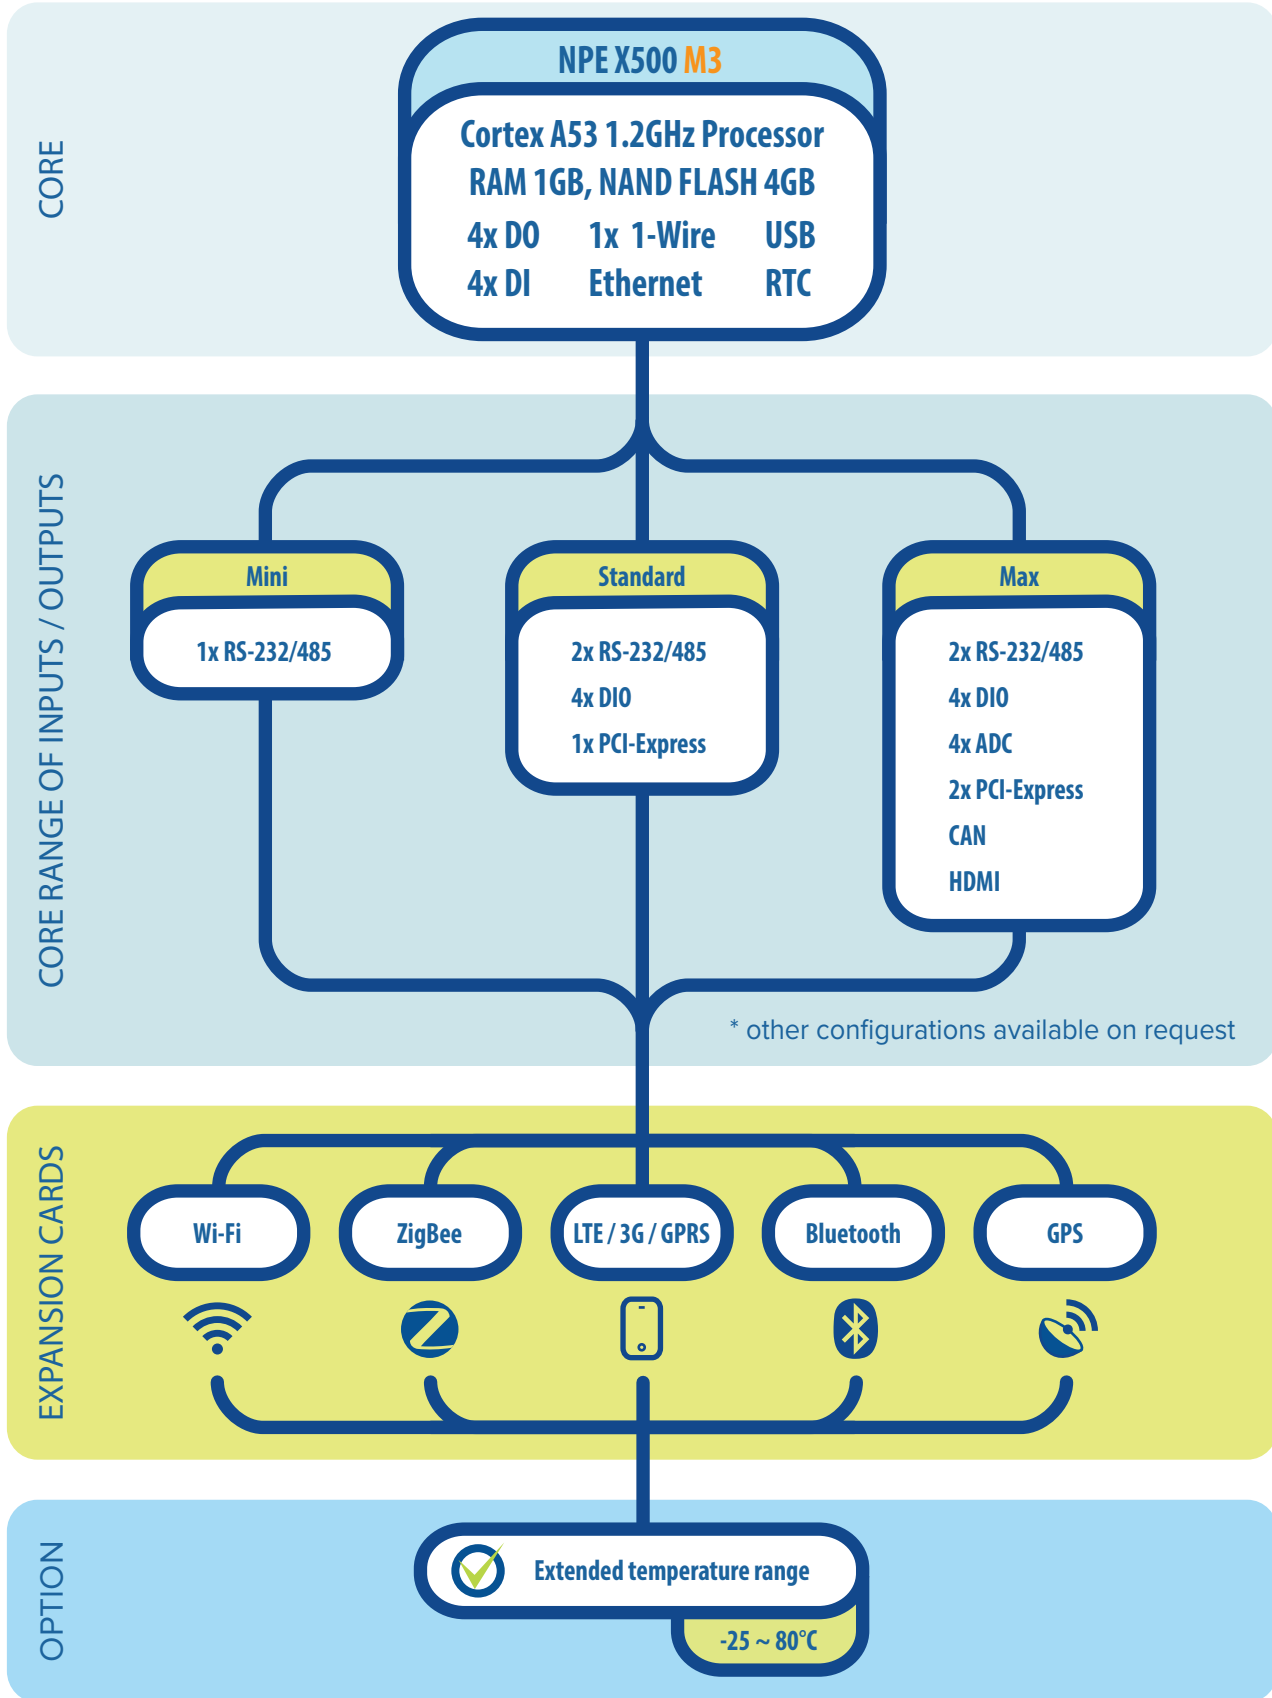 CORE
NPE X500 M3
Cortex A53 1.2GHz Processor
RAM 1GB, NAND FLASH 4GB
4x DO 1x 1-Wire USB
4x DI Ethernet RTC
CORE RANGE OF INPUTS / OUTPUTS
Mini
1x RS-232/485
Standard
2x RS-232/485
4x DIO
1x PCI-Express
Max
2x RS-232/485
4x DIO
4x ADC
2x PCI-Express
CAN
HDMI
* other configurations available on request
EXPANSION CARDS
Wi-Fi
ZigBee
LTE / 3G / GPRS
Bluetooth
GPS
OPTION
Extended temperature range
-25 ~ 80°C